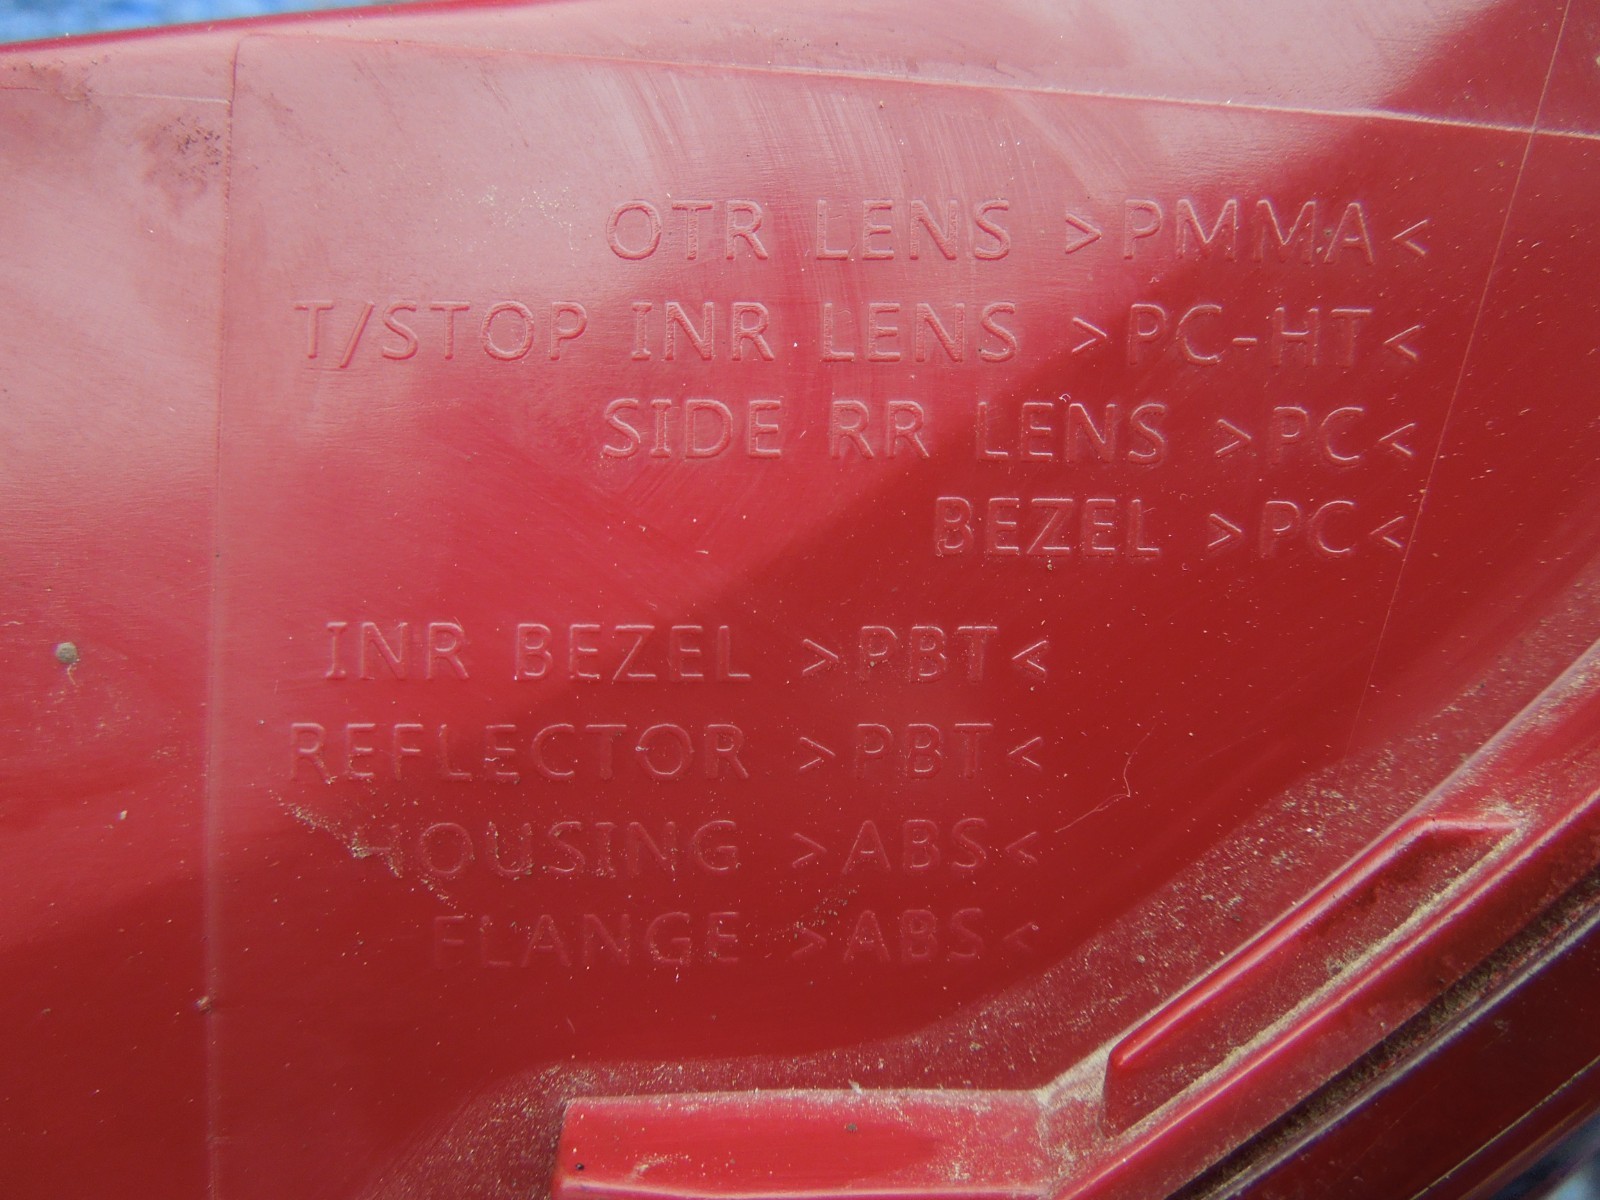 OTR LENS >PMMA<
T/STOP INR LENS >PC-HT<
SIDE RR LENS >PC<
BEZEL >PC<
INR BEZEL >PBT<
REFLECTOR >PBT<
HOUSING >ABS<
FLANGE >ABS<